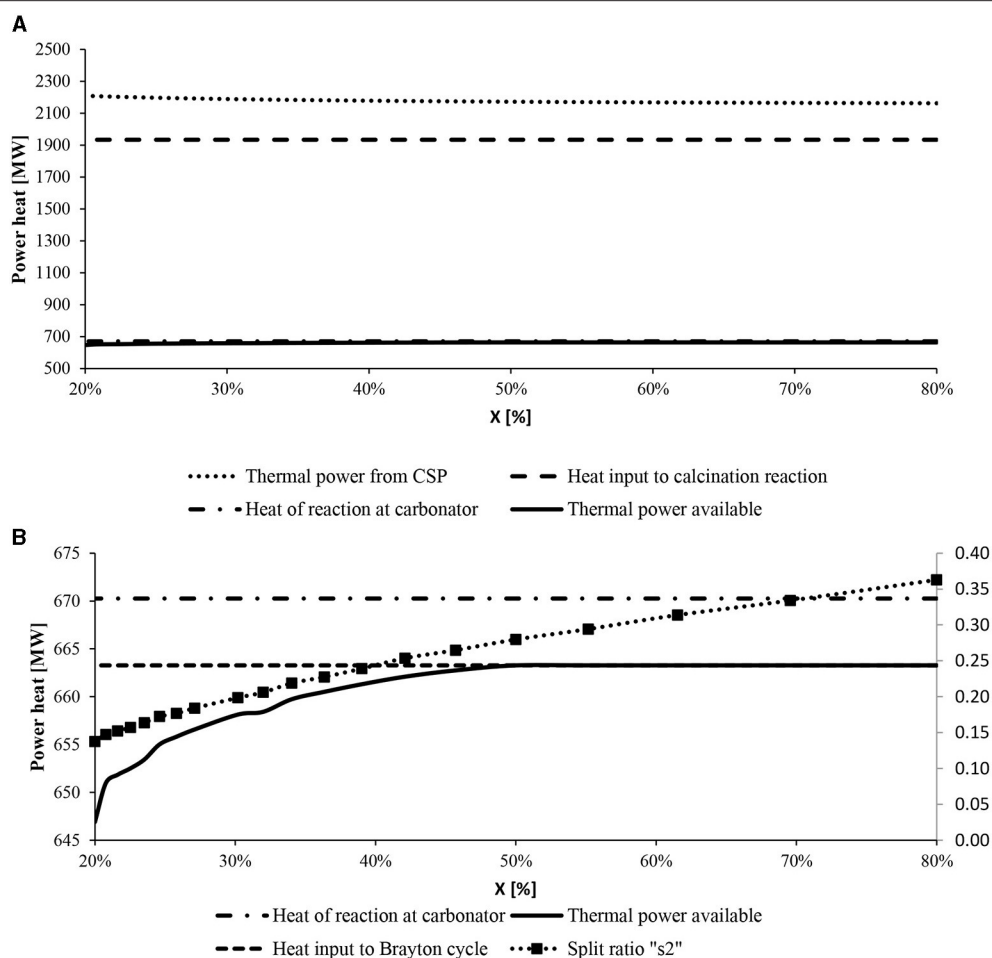 A
2500
2300
2100
1900
1700
1500
1300
1100
900
700
500
Power heat [MW]
20% 30% 40% 50% 60% 70% 80%
X [%]
Thermal power from CSP Heat input to calcination reaction
Heat of reaction at carbonator Thermal power available
B
675
670
665
660
655
650
645
Power heat [MW]
0.40
0.35
0.30
0.25
0.20
0.15
0.10
0.05
0.00
20% 30% 40% 50% 60% 70% 80%
X [%]
Heat of reaction at carbonator Thermal power available
Heat input to Brayton cycle Split ratio "s2"